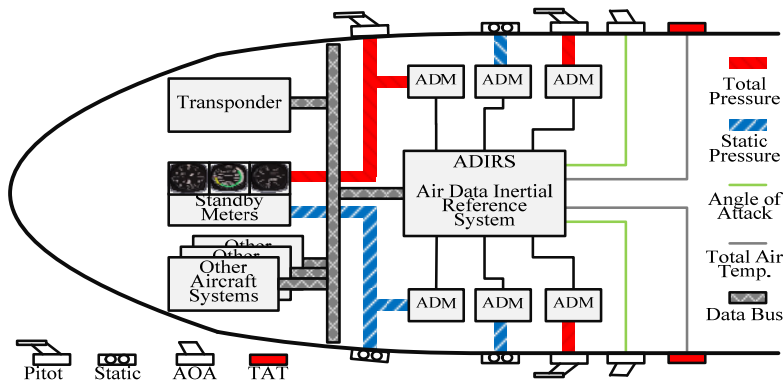 ADM
ADM
ADM
Transponder
Total
Pressure
Static
Pressure
ADIRS
Air Data Inertial
Reference
System
Standby
Meters
Angle of
Attack
Other
Other
Other
Aircraft
Systems
Total Air
Temp.
ADM
ADM
ADM
Data Bus
Pitot
Static
AOA
TAT